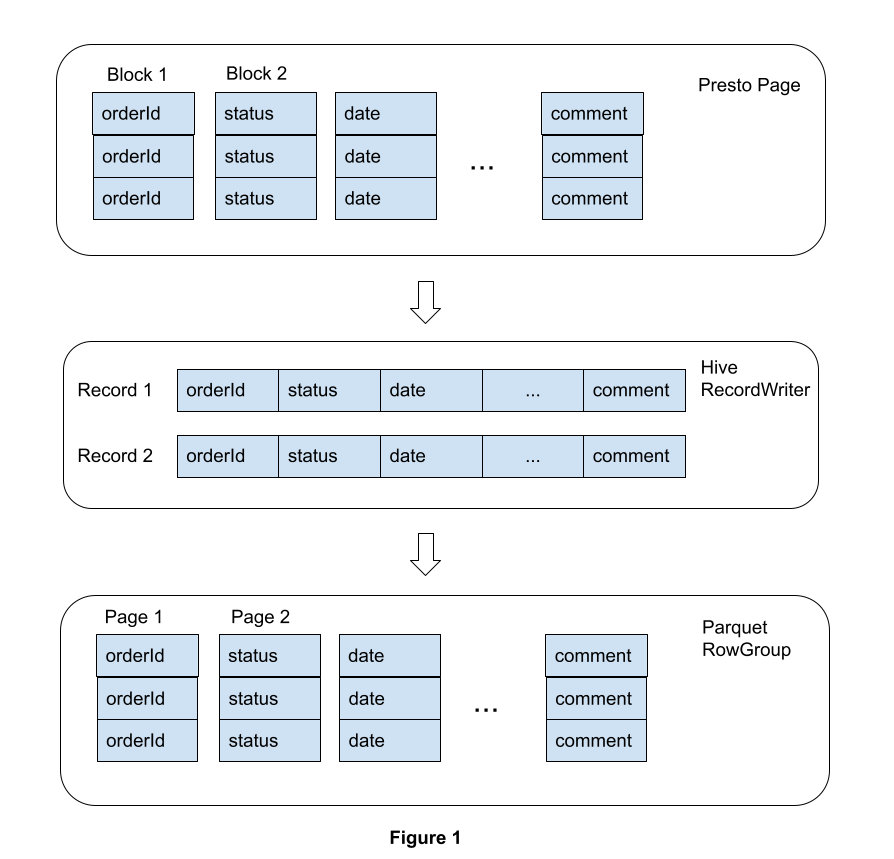 Block 1
Block 2
Presto Page
orderId status date comment
orderId status date ... comment
orderId status date comment
Hive
RecordWriter
Record 1 orderId status date ... comment
Record 2 orderId status date ... comment
Page 1
Page 2
Parquet
RowGroup
orderId status date comment
orderId status date ... comment
orderId status date comment
Figure 1